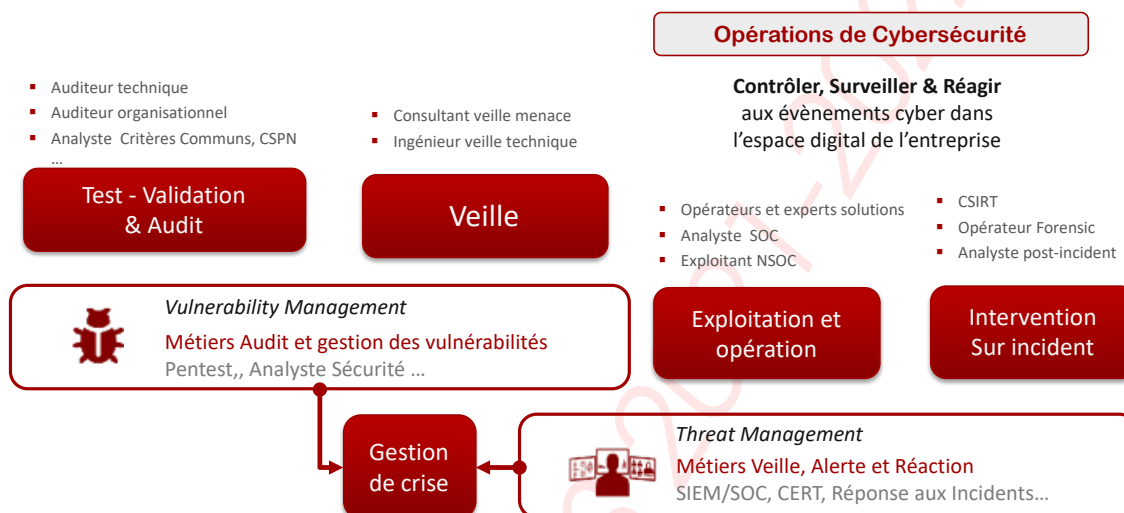 Opérations de Cybersécurité
Contrôler, Surveiller & Réagir
aux évènements cyber dans
l'espace digital de l'entreprise
▪ Auditeur technique
▪ Auditeur organisationnel
▪ Analyste Critères Communs, CSPN
…
Test - Validation
& Audit
▪ Consultant veille menace
▪ Ingénieur veille technique
Veille
▪ Opérateurs et experts solutions
▪ Analyste SOC
▪ Exploitant NSOC
Exploitation et
opération
▪ CSIRT
▪ Opérateur Forensic
▪ Analyste post-incident
Intervention
Sur incident
Vulnerability Management
Métiers Audit et gestion des vulnérabilités
Pentest,, Analyste Sécurité …
Gestion
de crise
Threat Management
Métiers Veille, Alerte et Réaction
SIEM/SOC, CERT, Réponse aux Incidents…